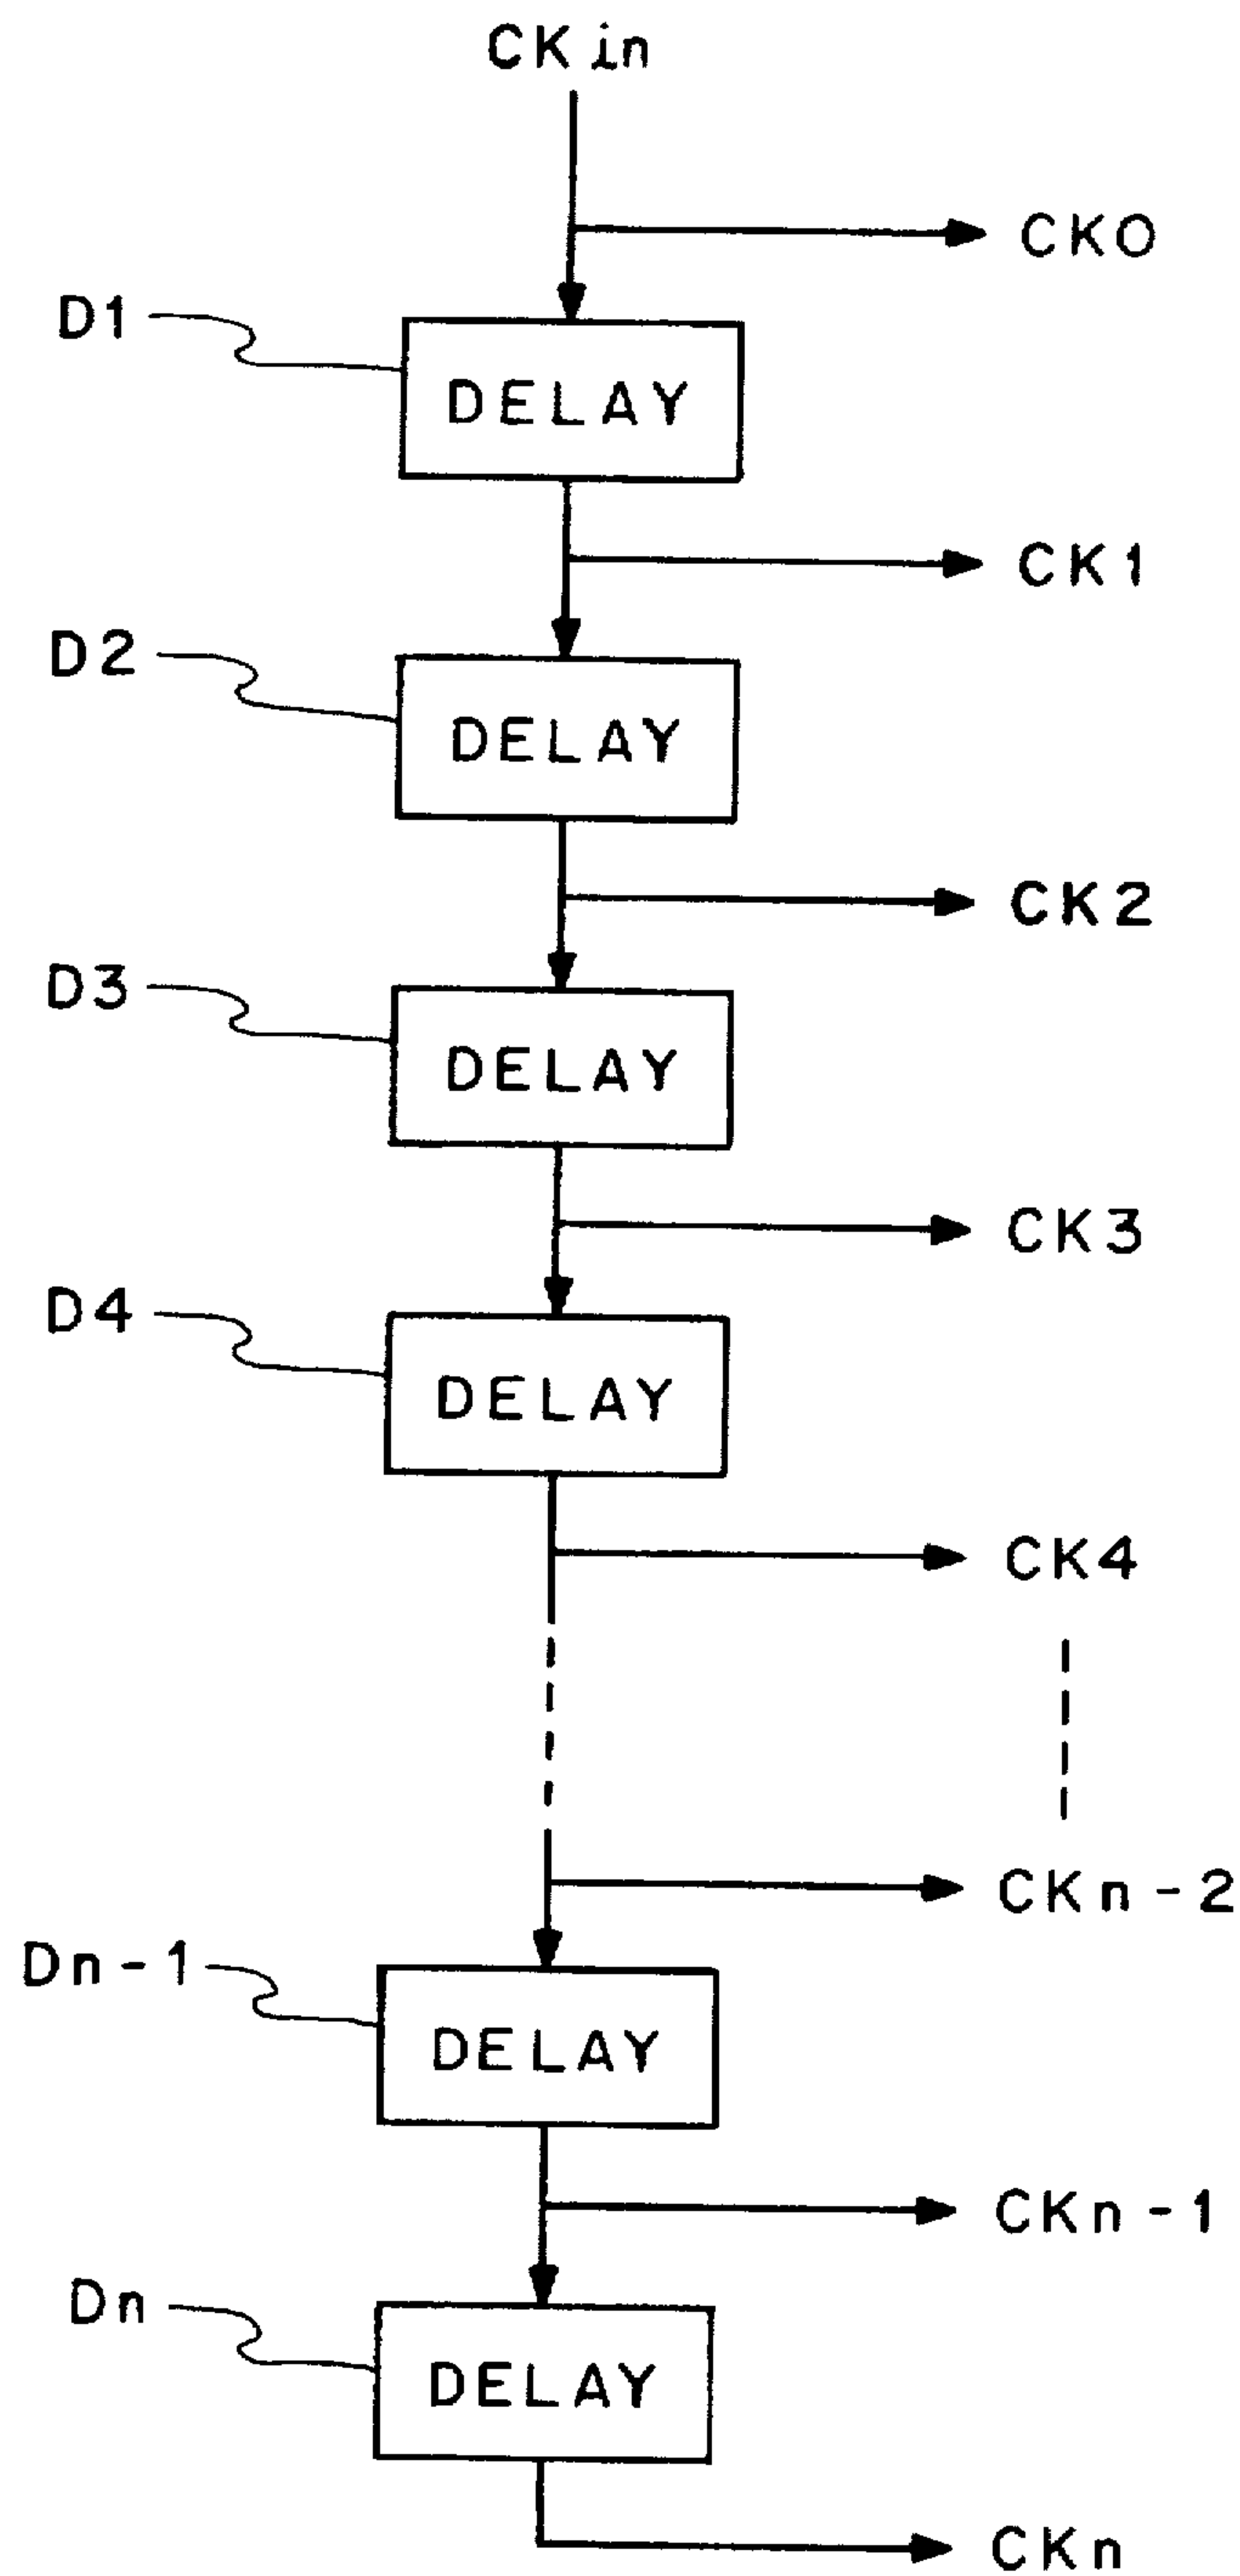 CKin
CK0
D1
DELAY
CK1
D2
DELAY
CK2
D3
DELAY
CK3
D4
DELAY
CK4
CKn-2
Dn-1
DELAY
CKn-1
Dn
DELAY
CKn